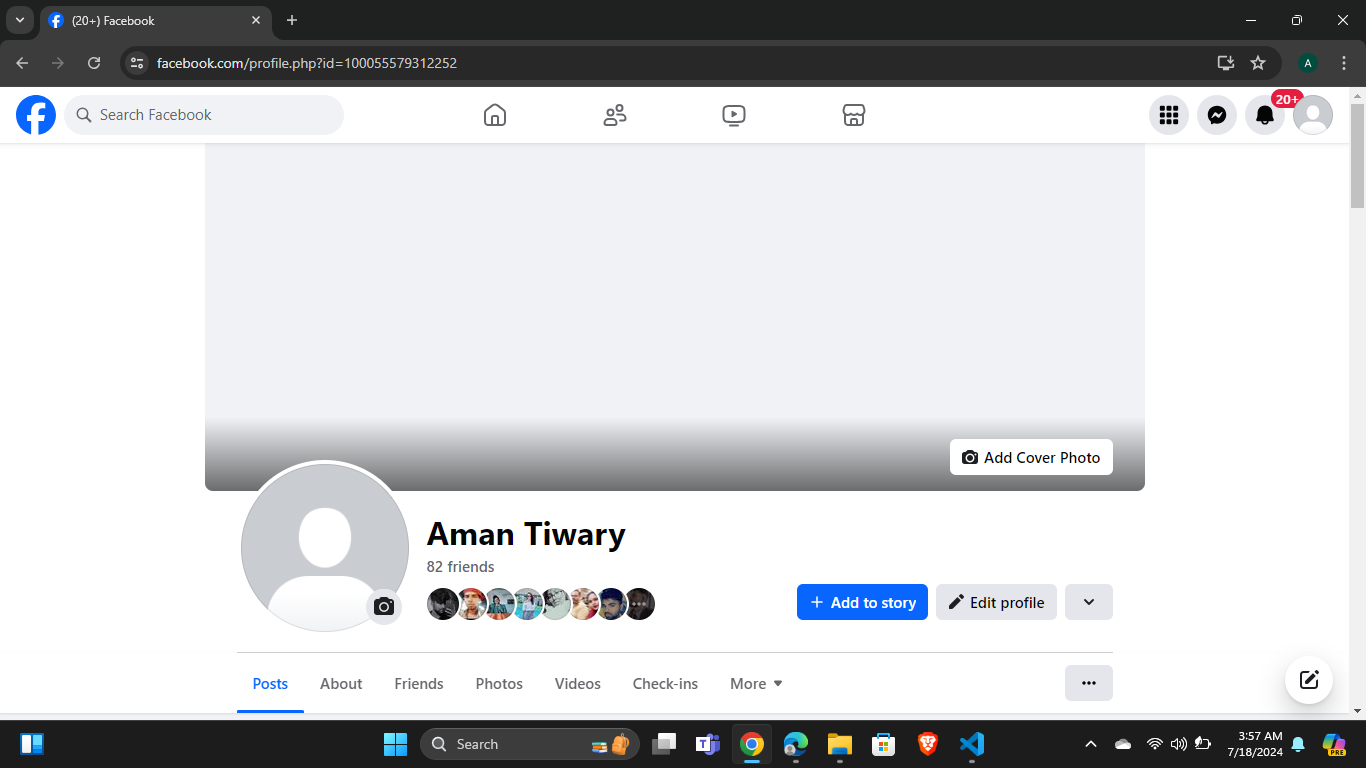 (20+) Facebook
facebook.com/profile.php?id=100055579312252
A
Search Facebook
20+
Add Cover Photo
Aman Tiwary
82 friends
+ Add to story
Edit profile
Posts About Friends Photos Videos Check-ins More
Search
3:57 AM
7/18/2024
PRE